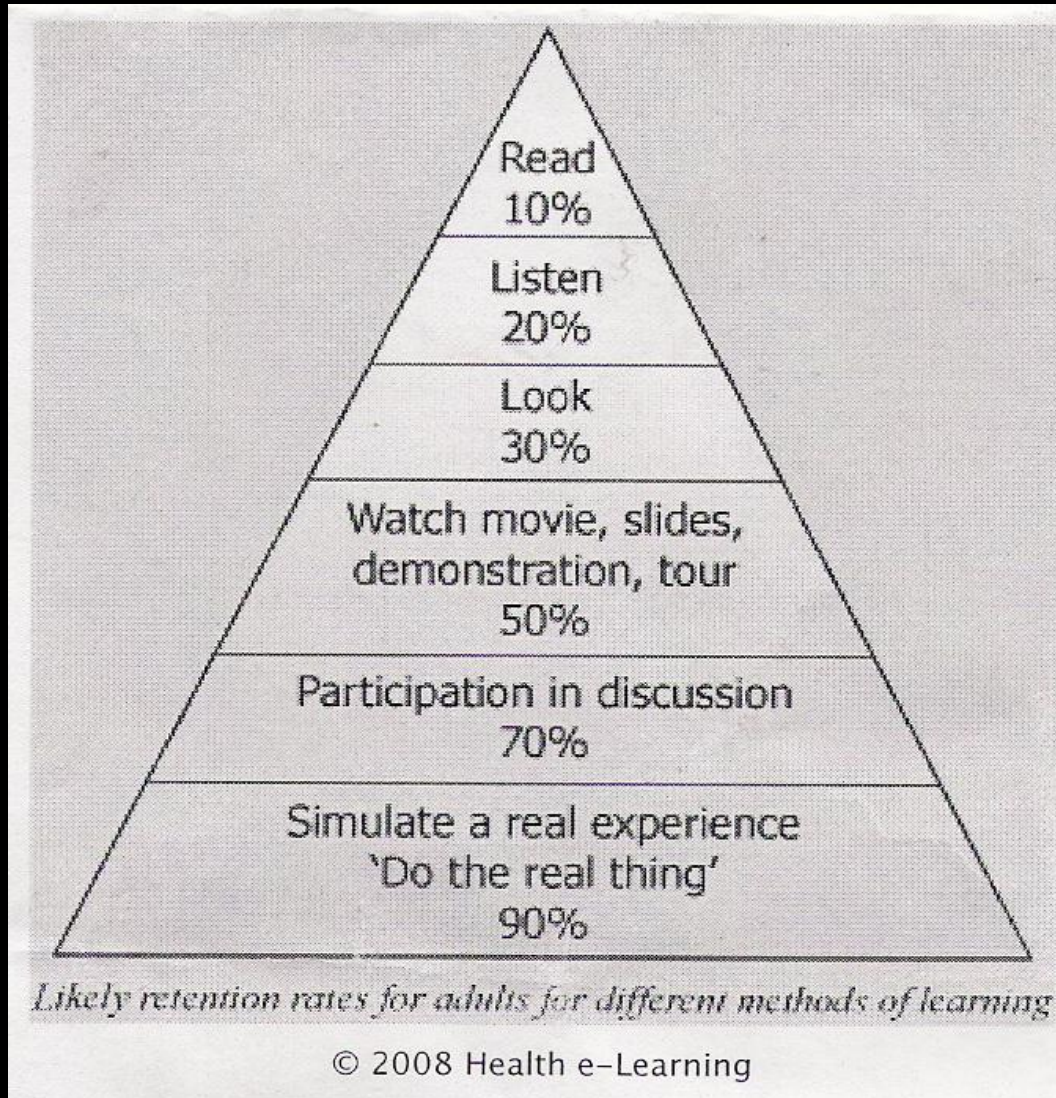 Read
10%
Listen
20%
Look
30%
Watch movie, slides,
demonstration, tour
50%
Participation in discussion
70%
Simulate a real experience
‘Do the real thing’
90%
Likely retention rates for adults for different methods of learning
© 2008 Health e-Learning